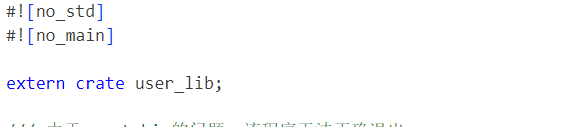 #![no_std]
#![no_main]
extern crate user_lib;